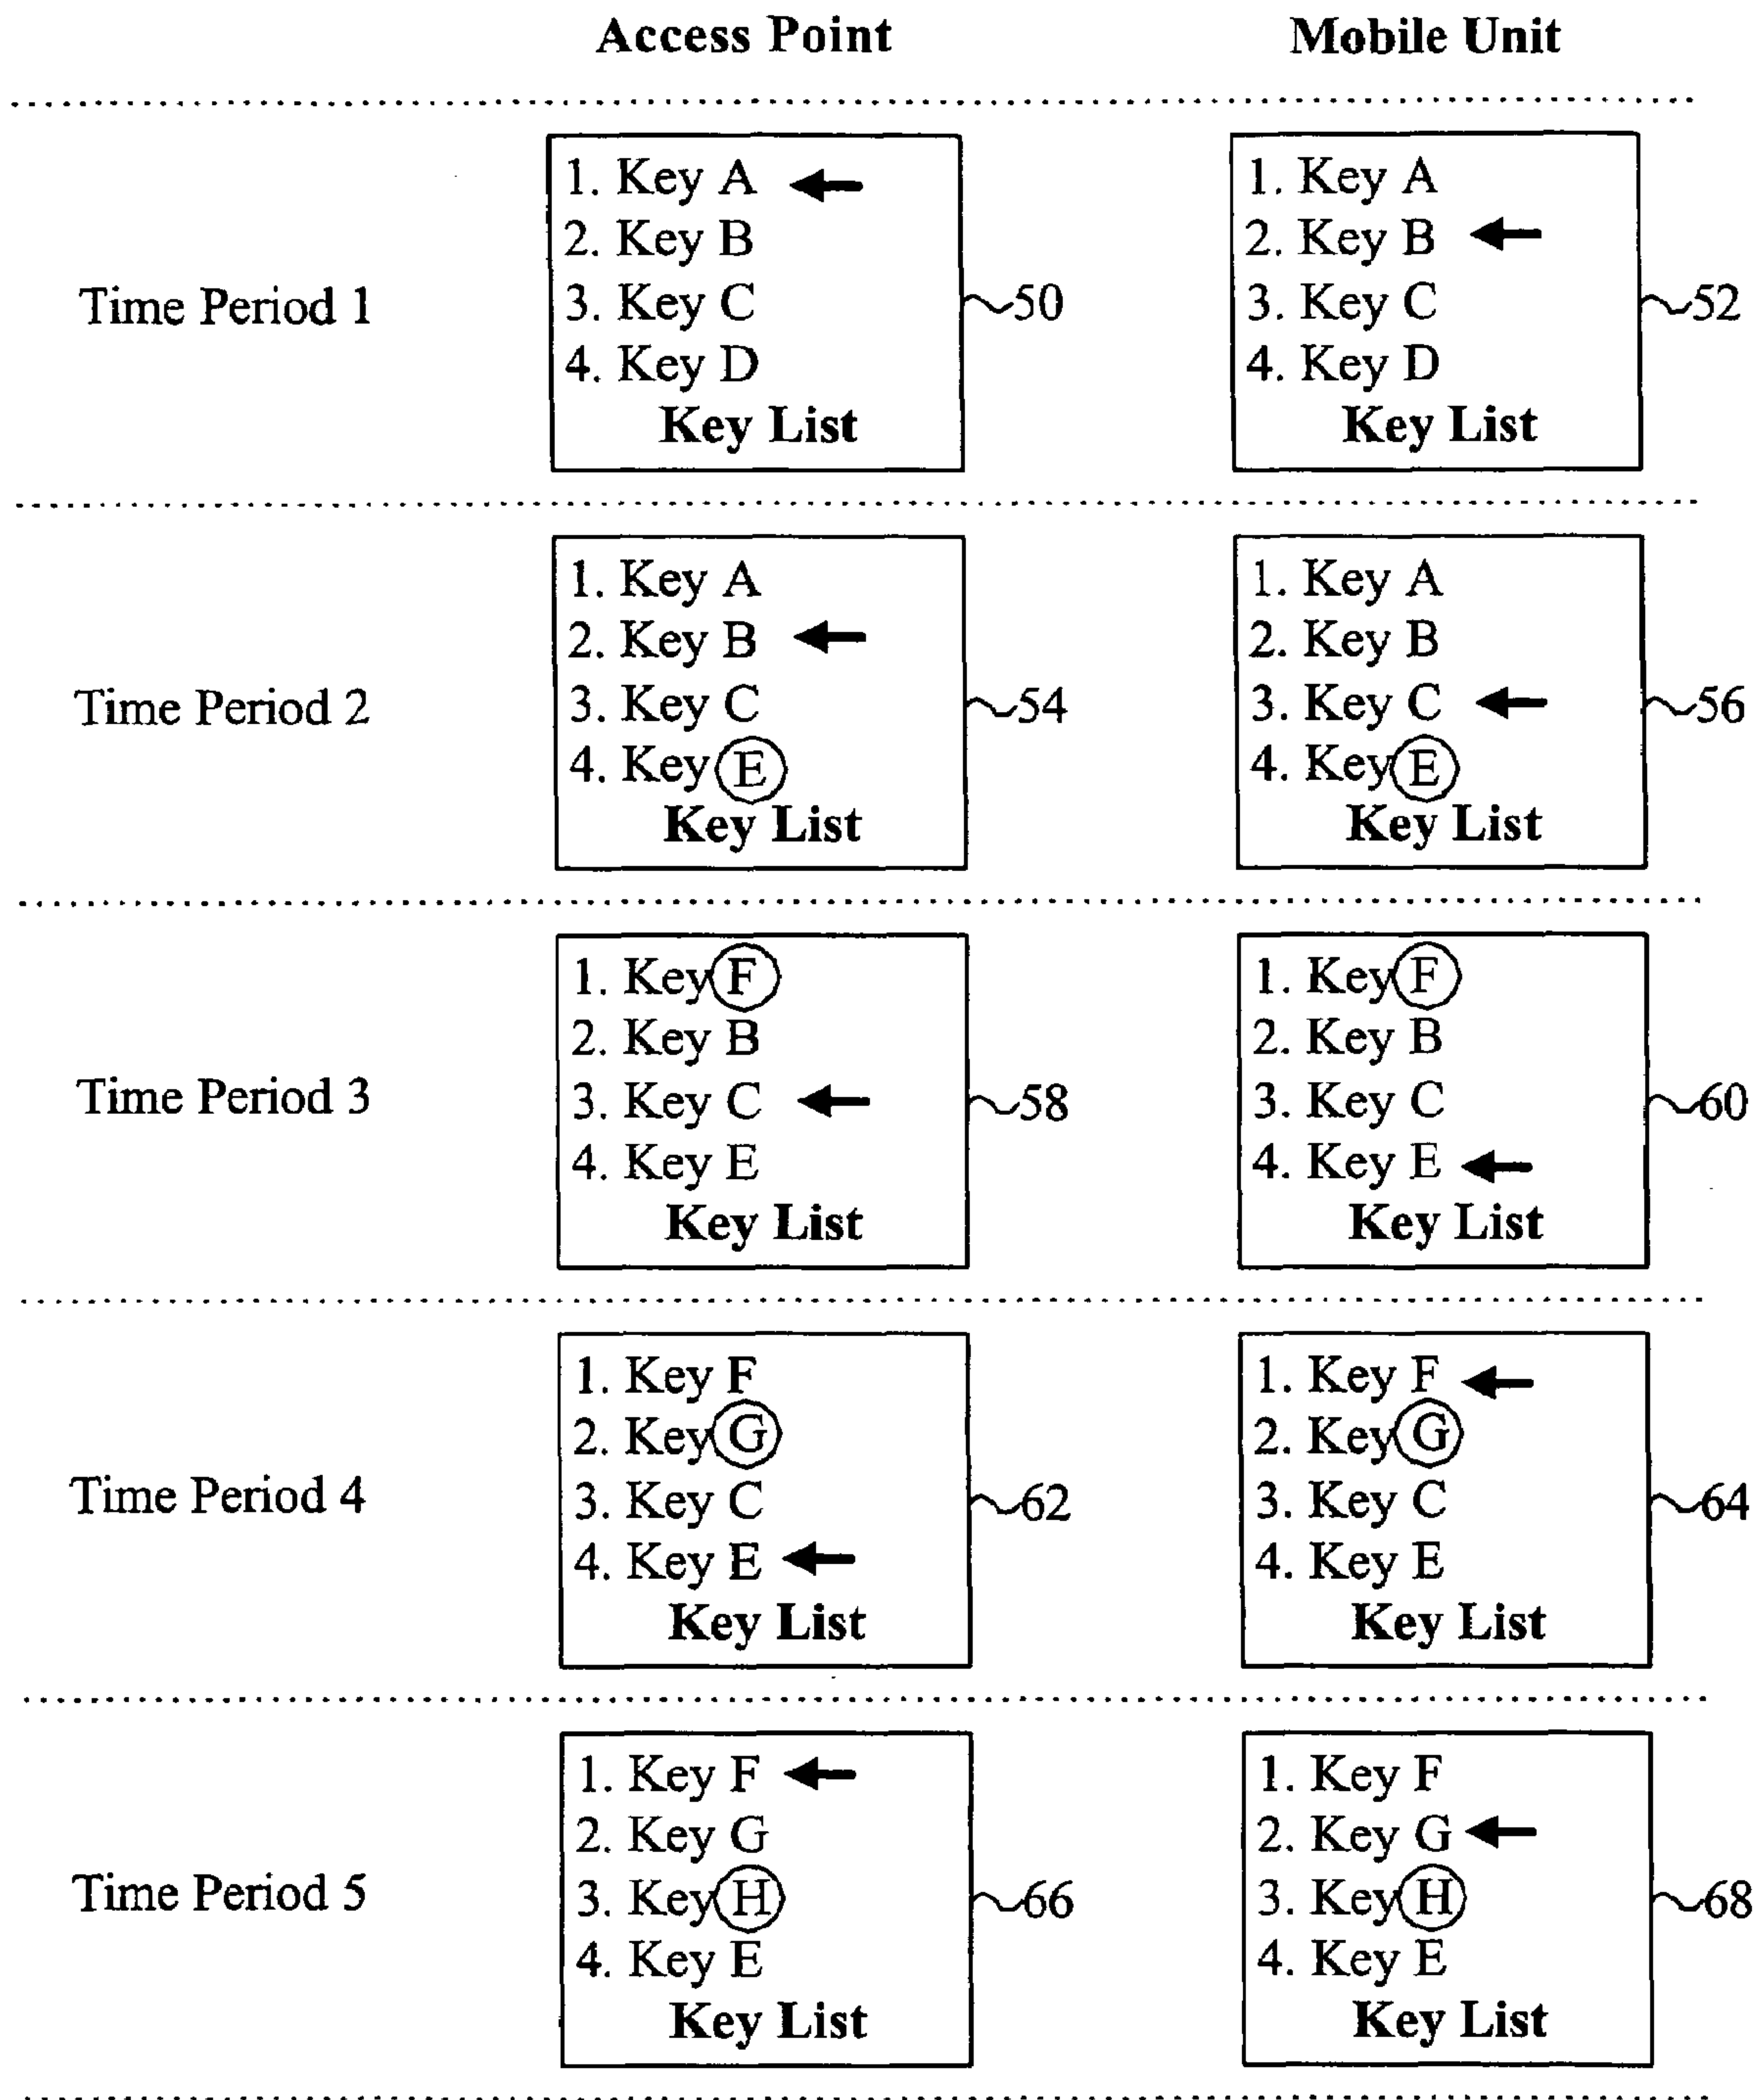 Access Point
Mobile Unit
Time Period 1
1. Key A
2. Key B
3. Key C
4. Key D
Key List
50
1. Key A
2. Key B
3. Key C
4. Key D
Key List
52
Time Period 2
1. Key A
2. Key B
3. Key C
4. Key E
Key List
54
1. Key A
2. Key B
3. Key C
4. Key E
Key List
56
Time Period 3
1. Key F
2. Key B
3. Key C
4. Key E
Key List
58
1. Key F
2. Key B
3. Key C
4. Key E
Key List
60
Time Period 4
1. Key F
2. Key G
3. Key C
4. Key E
Key List
62
1. Key F
2. Key G
3. Key C
4. Key E
Key List
64
Time Period 5
1. Key F
2. Key G
3. Key H
4. Key E
Key List
66
1. Key F
2. Key G
3. Key H
4. Key E
Key List
68